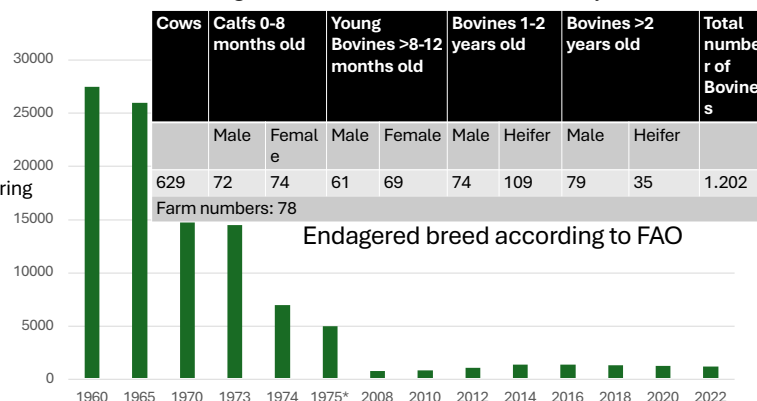 Cows Calfs 0-8 months old Young Bovines >8-12 months old Bovines 1-2 years old Bovines >2 years old Total numbe r of Bovine s
Male Femal e Male Female Male Heifer Male Heifer
629 72 74 61 69 74 109 79 35 1.202
Farm numbers: 78
Endagered breed according to FAO
ring
30000
25000
20000
15000
10000
5000
0
1960 1965 1970 1973 1974 1975* 2008 2010 2012 2014 2016 2018 2020 2022